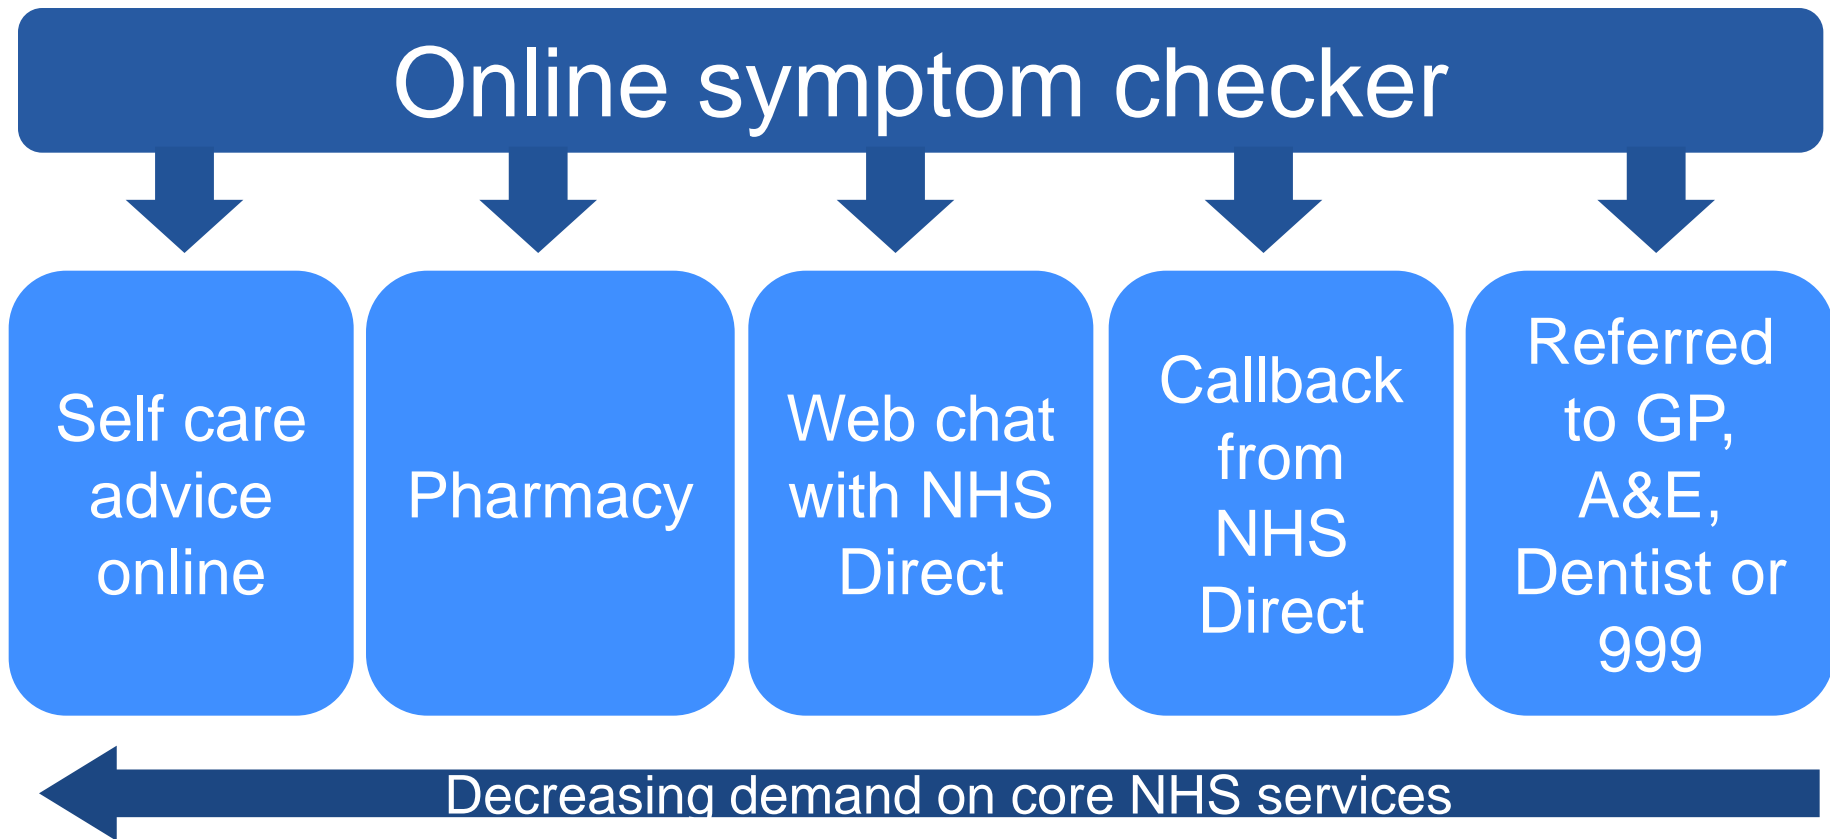 Online symptom checker
Self care
advice
online
Pharmacy
Web chat
with NHS
Direct
Callback
from
NHS
Direct
Referred
to GP,
A&E,
Dentist or
999
Decreasing demand on core NHS services